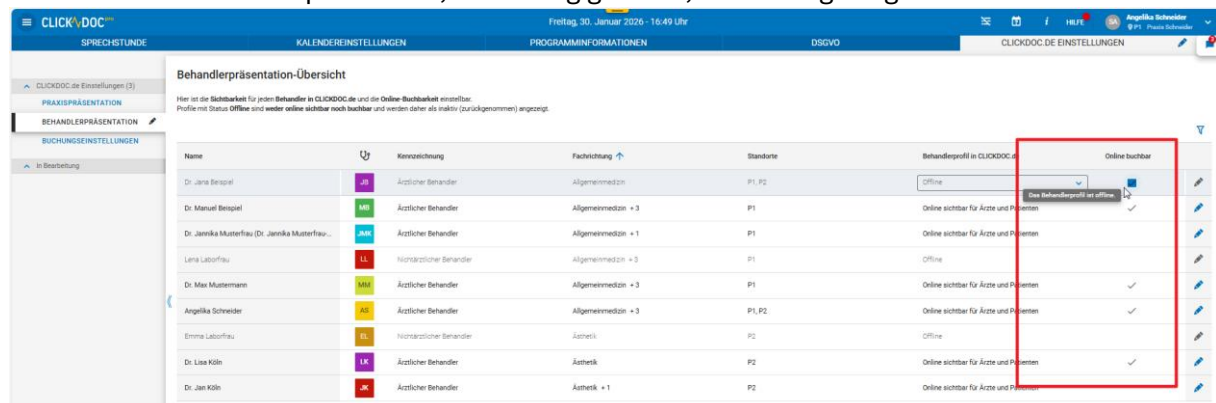 CLICKDOC pro
Freitag, 30. Januar 2026 - 16:49 Uhr
i HILFE SA Angelika Schneider
P1 Praxis Schneider
SPRECHSTUNDE KALENDEREINSTELLUNGEN PROGRAMMINFORMATIONEN DSGVO CLICKDOC.DE EINSTELLUNGEN
CLICKDOC.de Einstellungen (3)
PRAXISPRÄSENTATION
BEHANDLERPRÄSENTATION
BUCHUNGSEINSTELLUNGEN
In Bearbeitung
Behandlerpräsentation-Übersicht
Hier ist die Sichtbarkeit für jeden Behandler in CLICKDOC.de und die Online-Buchbarkeit einstellbar.
Profile mit Status Offline sind weder online sichtbar noch buchbar und werden daher als inaktiv (zurückgenommen) angezeigt.
Name Kennzeichnung Fachrichtung Standorte Behandlerprofil in CLICKDOC.d Online buchbar
Dr. Jana Beispiel JB Ärztlicher Behandler Allgemeinmedizin P1, P2 Offline
Das Behandlerprofil ist offline.
Dr. Manuel Beispiel MB Ärztlicher Behandler Allgemeinmedizin + 3 P1 Online sichtbar für Ärzte und Patienten
Dr. Jannika Musterfrau (Dr. Jannika Musterfrau-... JMK Ärztlicher Behandler Allgemeinmedizin + 1 P1 Online sichtbar für Ärzte und Patienten
Lena Laborfrau LL Nichtärztlicher Behandler Allgemeinmedizin + 3 P1 Offline
Dr. Max Mustermann MM Ärztlicher Behandler Allgemeinmedizin + 3 P1 Online sichtbar für Ärzte und Patienten
Angelika Schneider AS Ärztlicher Behandler Allgemeinmedizin + 3 P1, P2 Online sichtbar für Ärzte und Patienten
Emma Laborfrau EL Nichtärztlicher Behandler Ästhetik P2 Offline
Dr. Lisa Köln LK Ärztlicher Behandler Ästhetik P2 Online sichtbar für Ärzte und Patienten
Dr. Jan Köln JK Ärztlicher Behandler Ästhetik + 1 P2 Online sichtbar für Ärzte und Patienten